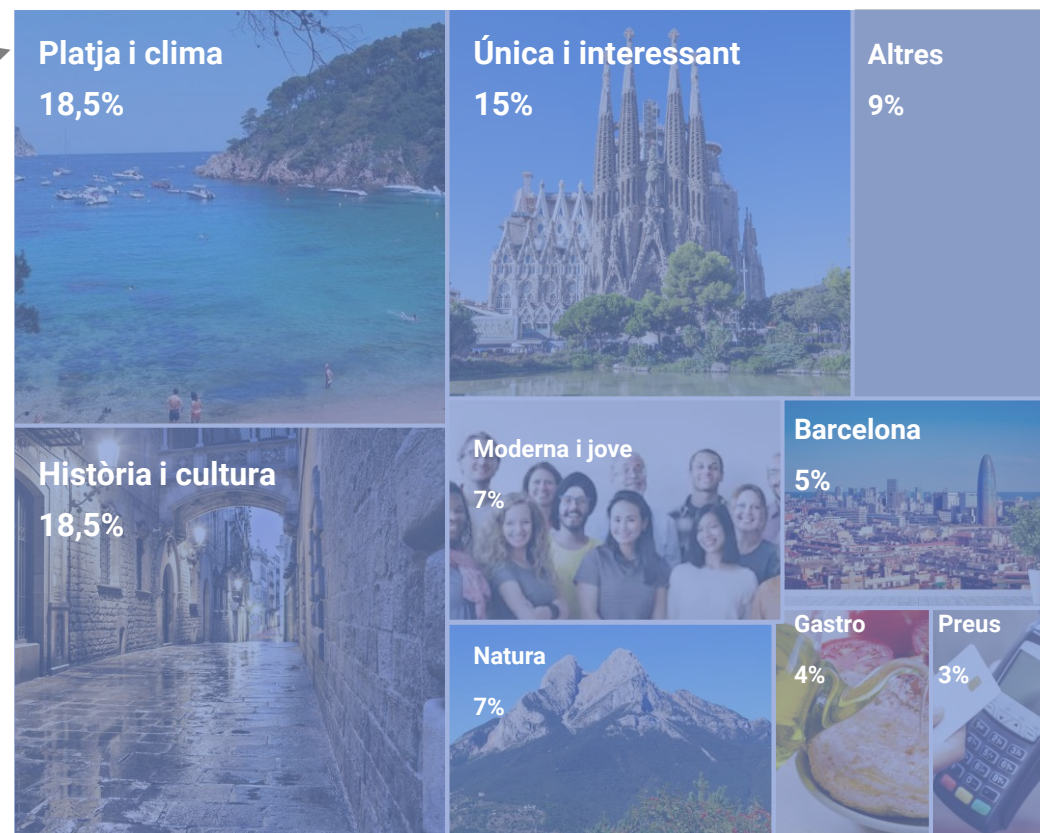 Platja i clima
18,5%
Única i interessant
15%
Altres
9%
Història i cultura
18,5%
Moderna i jove
7%
Barcelona
5%
Natura
7%
Gastro
4%
Preus
3%